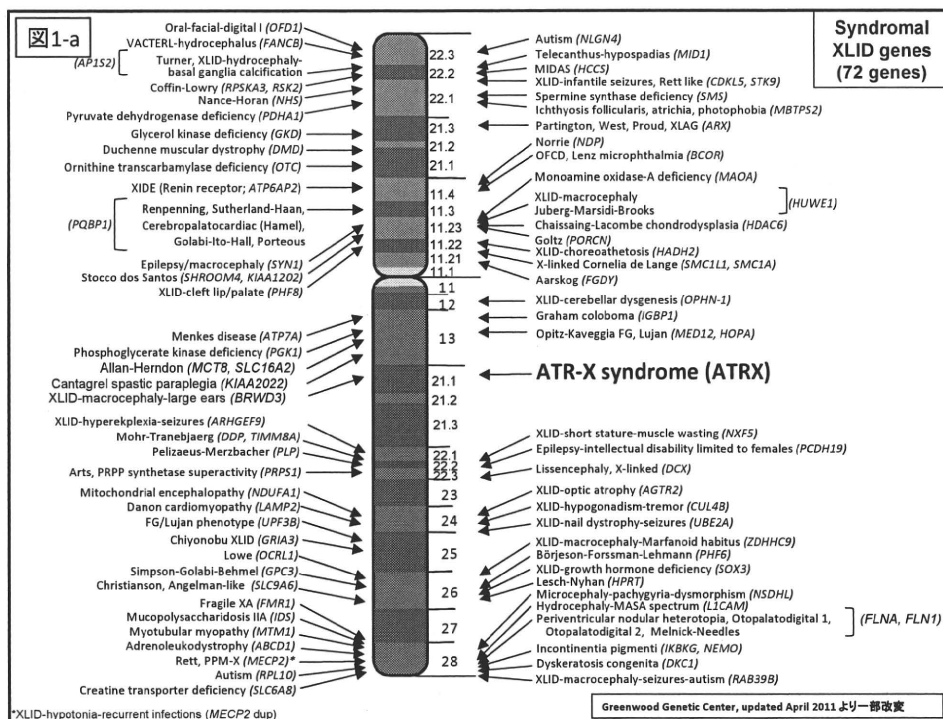 図1-a
Syndromal
XLID genes
(72 genes)
Oral-facial-digital I (OFD1)
VACTERL-hydrocephalus (FANCB)
(AP1S2)
Turner, XLID-hydrocephaly-
basal ganglia calcification
Coffin-Lowry (RPSKA3, RSK2)
Nance-Horan (NHS)
Pyruvate dehydrogenase deficiency (PDHA1)
Glycerol kinase deficiency (GKD)
Duchenne muscular dystrophy (DMD)
Ornithine transcarbamylase deficiency (OTC)
XIDE (Renin receptor; ATP6AP2)
(PQBP1)
Renpenning, Sutherland-Haan,
Cerebropalatocardiac (Hamel),
Golabi-Ito-Hall, Porteous
Epilepsy/macrocephaly (SYN1)
Stocco dos Santos (SHROOM4, KIAA1202)
XLID-cleft lip/palate (PHF8)
Menkes disease (ATP7A)
Phosphoglycerate kinase deficiency (PGK1)
Allan-Herndon (MCT8, SLC16A2)
Cantagrel spastic paraplegia (KIAA2022)
XLID-macrocephaly-large ears (BRWD3)
XLID-hyperekplexia-seizures (ARHGEF9)
Mohr-Tranebjaerg (DDP, TIMM8A)
Pelizaeus-Merzbacher (PLP)
Arts, PRPP synthetase superactivity (PRPS1)
Mitochondrial encephalopathy (NDUFA1)
Danon cardiomyopathy (LAMP2)
FG/Lujan phenotype (UPF3B)
Chiyonobu XLID (GRIA3)
Lowe (OCRL1)
Simpson-Golabi-Behmel (GPC3)
Christianson, Angelman-like (SLC9A6)
Fragile XA (FMR1)
Mucopolysaccharidosis IIA (IDS)
Myotubular myopathy (MTM1)
Adrenoleukodystrophy (ABCD1)
Rett, PPM-X (MECP2)*
Autism (RPL10)
Creatine transporter deficiency (SLC6A8)
*XLID-hypotonia-recurrent infections (MECP2 dup)
22.3
22.2
22.1
21.3
21.2
21.1
11.4
11.3
11.23
11.22
11.21
11.1
11
12
13
21.1
21.2
21.3
22.1
22.2
22.3
23
24
25
26
27
28
Autism (NLGN4)
Telecanthus-hypospadias (MID1)
MIDAS (HCCS)
XLID-infantile seizures, Rett like (CDKL5, STK9)
Spermine synthase deficiency (SMS)
Ichthyosis follicularis, atrichia, photophobia (MBTPS2)
Partington, West, Proud, XLAG (ARX)
Norrie (NDP)
OFCD, Lenz microphthalmia (BCOR)
Monoamine oxidase-A deficiency (MAOA)
XLID-macrocephaly
Juberg-Marsidi-Brooks
(HUWE1)
Chaissaing-Lacombe chondrodysplasia (HDAC6)
Goltz (PORCN)
XLID-choreoathetosis (HADH2)
X-linked Cornelia de Lange (SMC1L1, SMC1A)
Aarskog (FGDY)
XLID-cerebellar dysgenesis (OPHN-1)
Graham coloboma (IGBP1)
Opitz-Kaveggia FG, Lujan (MED12, HOPA)
ATR-X syndrome (ATRX)
XLID-short stature-muscle wasting (NXF5)
Epilepsy-intellectual disability limited to females (PCDH19)
Lissencephaly, X-linked (DCX)
XLID-optic atrophy (AGTR2)
XLID-hypogonadism-tremor (CUL4B)
XLID-nail dystrophy-seizures (UBE2A)
XLID-macrocephaly-Marfanoid habitus (ZDHHC9)
Börjeson-Forssman-Lehmann (PHF6)
XLID-growth hormone deficiency (SOX3)
Lesch-Nyhan (HPRT)
Microcephaly-pachygyria-dysmorphism (NSDHL)
Hydrocephaly-MASA spectrum (L1CAM)
Periventricular nodular heterotopia, Otopalatodigital 1,
Otopalatodigital 2, Melnick-Needles
(FLNA, FLN1)
Incontinentia pigmenti (IKBKG, NEMO)
Dyskeratosis congenita (DKC1)
XLID-macrocephaly-seizures-autism (RAB39B)
Greenwood Genetic Center, updated April 2011 より一部改変